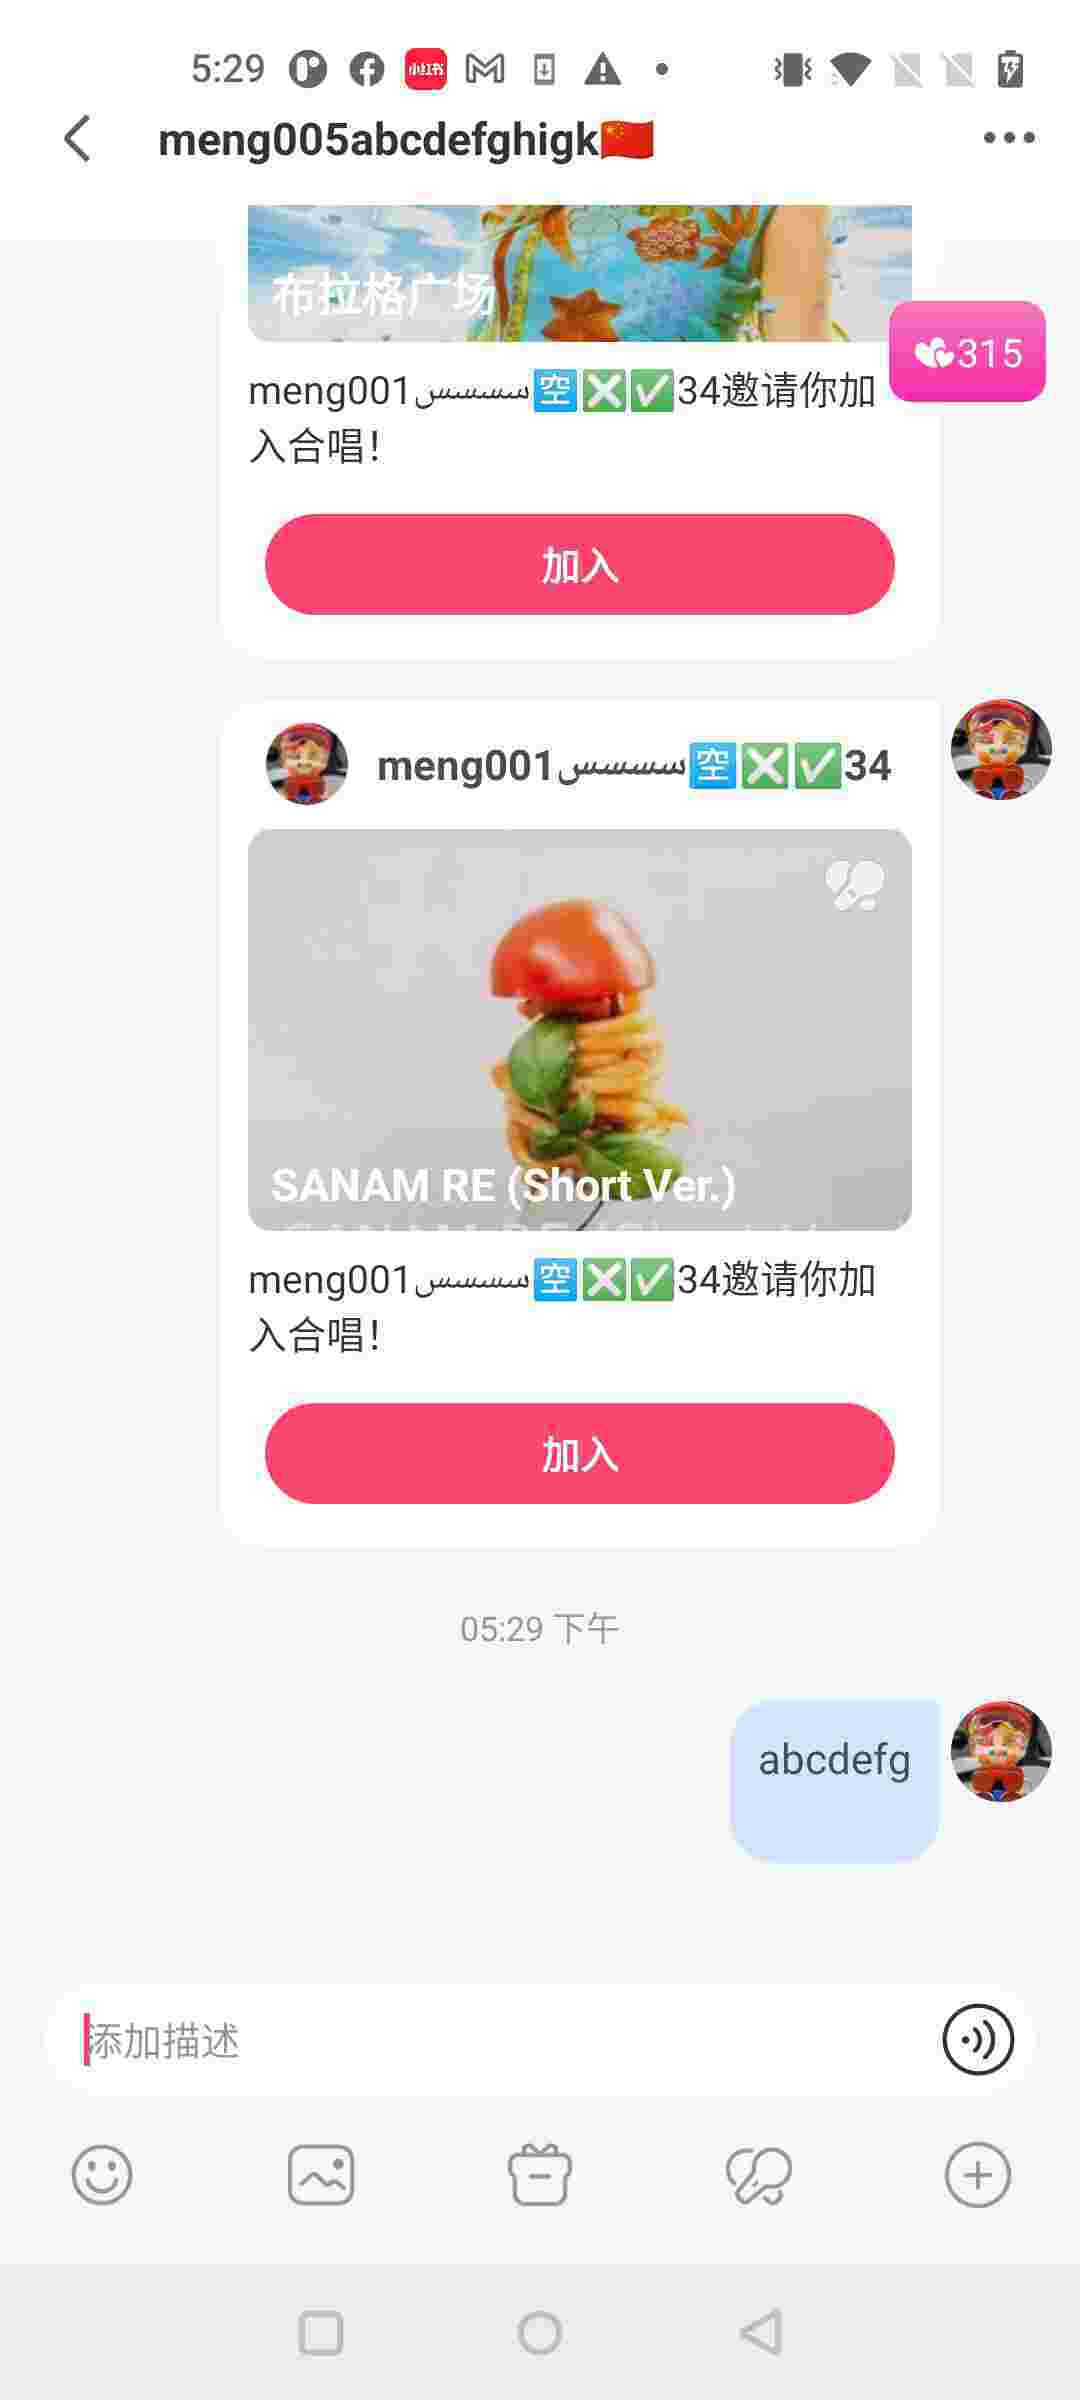 5:29
小红书
meng005abcdefghigk🇨🇳
布拉格广场
315
meng001سسسس🈳❎✅34邀请你加
入合唱！
加入
meng001سسسس🈳❎✅34
SANAM RE (Short Ver.)
meng001سسسس🈳❎✅34邀请你加
入合唱！
加入
05:29 下午
abcdefg
添加描述